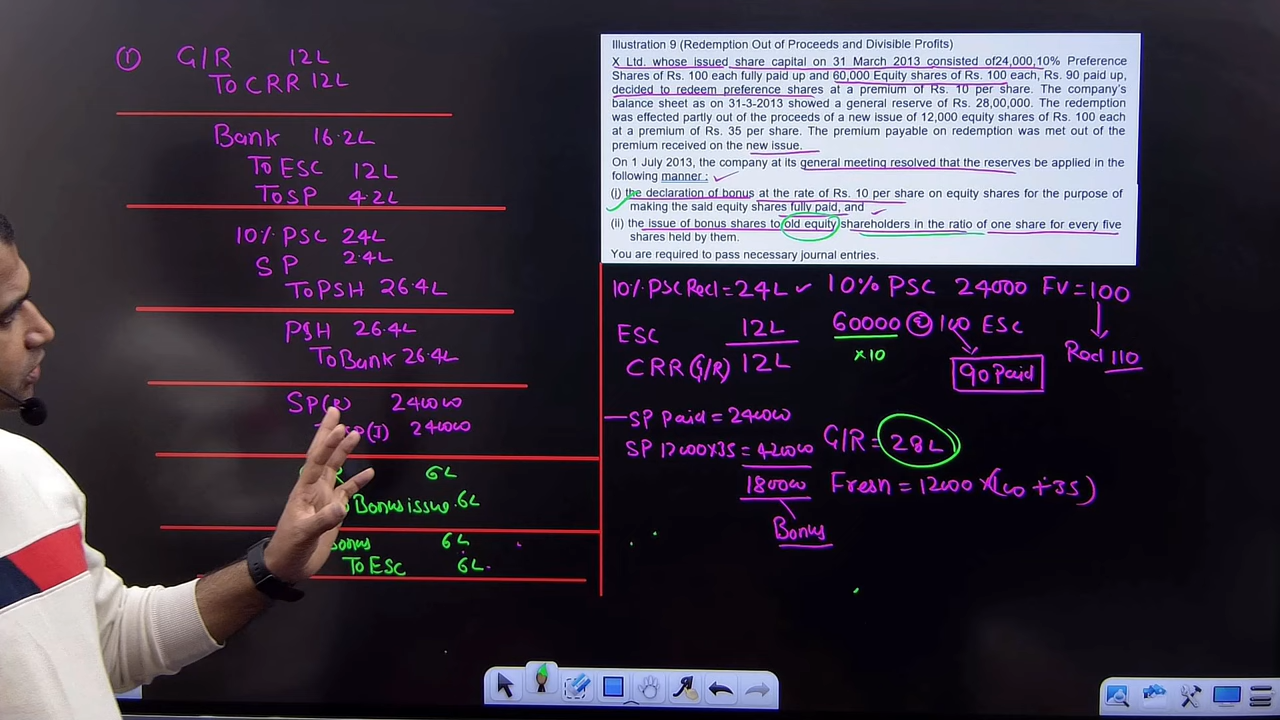 ① G/R 12L
To CRR 12L
Bank 16.2L
To ESC 12L
To SP 4.2L
10% PSC 24L
SP 2.4L
To PSH 26.4L
PSH 26.4L
To Bank 26.4L
SP(P) 240000
SP(I) 240000
6L
Bonus issue 6L
Bonus 6L
To ESC 6L
Illustration 9 (Redemption Out of Proceeds and Divisible Profits)
X Ltd. whose issued share capital on 31 March 2013 consisted of24,000,10% Preference
Shares of Rs. 100 each fully paid up and 60,000 Equity shares of Rs. 100 each, Rs. 90 paid up,
decided to redeem preference shares at a premium of Rs. 10 per share. The company's
balance sheet as on 31-3-2013 showed a general reserve of Rs. 28,00,000. The redemption
was effected partly out of the proceeds of a new issue of 12,000 equity shares of Rs. 100 each
at a premium of Rs. 35 per share. The premium payable on redemption was met out of the
premium received on the new issue.
On 1 July 2013, the company at its general meeting resolved that the reserves be applied in the
following manner :
(i) the declaration of bonus at the rate of Rs. 10 per share on equity shares for the purpose of
making the said equity shares fully paid, and
(ii) the issue of bonus shares to old equity shareholders in the ratio of one share for every five
shares held by them.
You are required to pass necessary journal entries.
10% PSC Red = 24L
ESC 12L
CRR (G/R) 12L
SP Paid = 240000
SP 12000×35 = 420000
180000
Bonus
10% PSC 24000 FV = 100
60000 @ 100 ESC
×10
90 Paid
Red 110
G/R = 28L
Fresh = 12000 × (100 + 35)